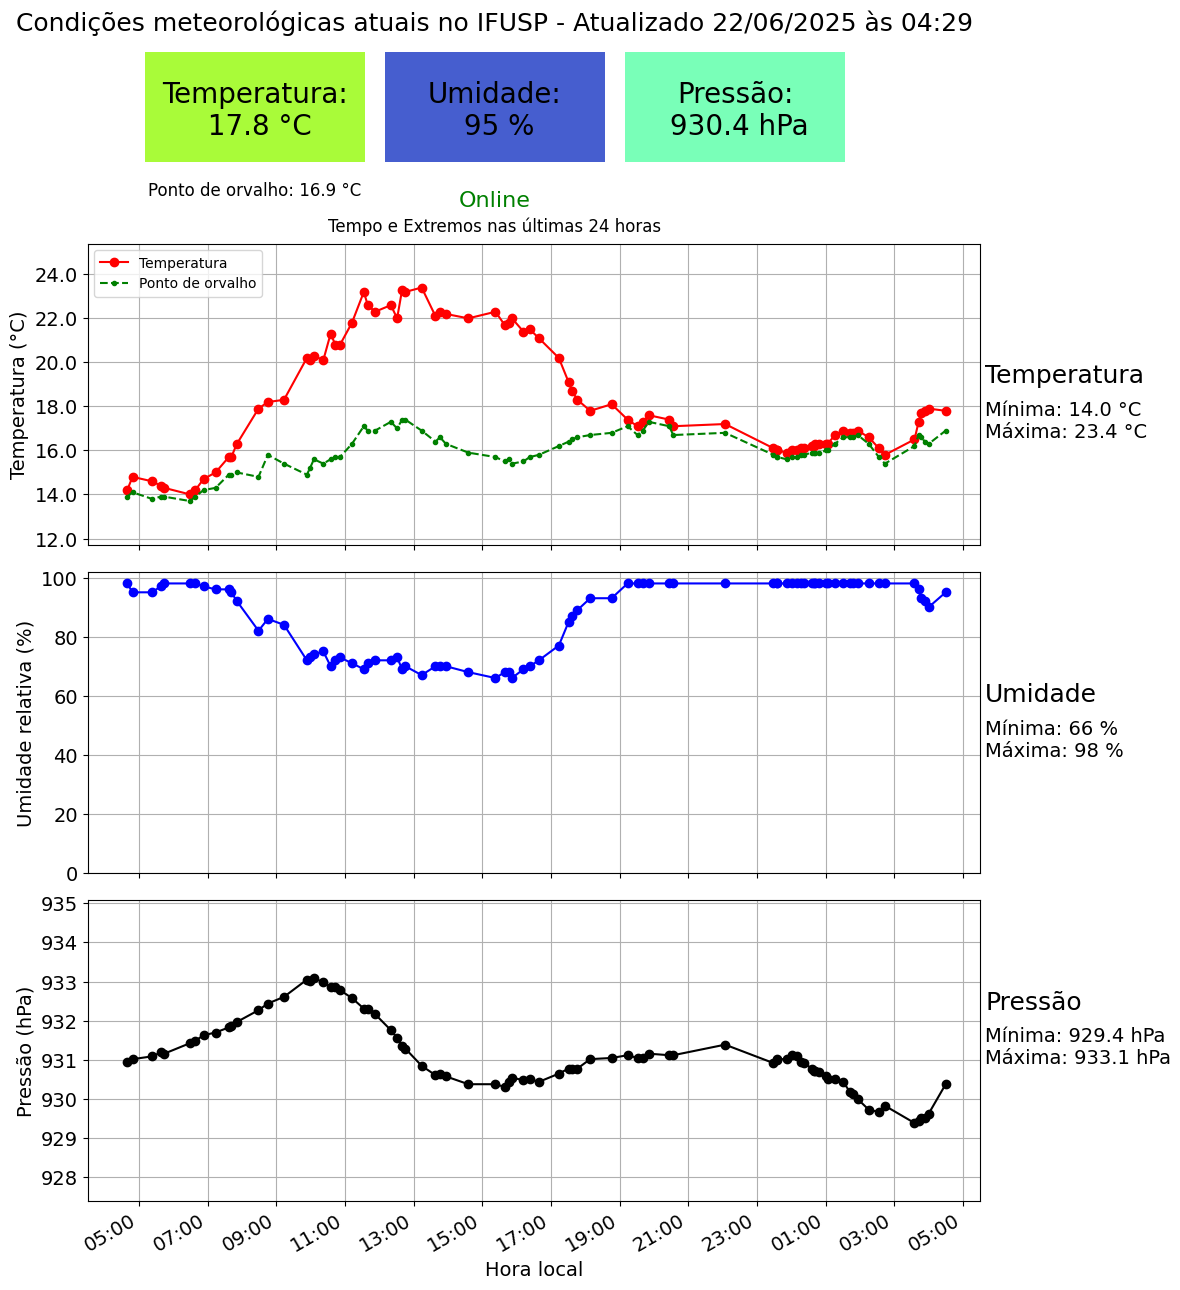 Condições meteorológicas atuais no IFUSP - Atualizado 22/06/2025 às 04:29
Temperatura:
17.8 °C
Umidade:
95 %
Pressão:
930.4 hPa
Ponto de orvalho: 16.9 °C
Online
Tempo e Extremos nas últimas 24 horas
Temperatura (°C)
24.0
22.0
20.0
18.0
16.0
14.0
12.0
Temperatura
Ponto de orvalho
Temperatura
Mínima: 14.0 °C
Máxima: 23.4 °C
Umidade relativa (%)
100
80
60
40
20
0
Umidade
Mínima: 66 %
Máxima: 98 %
Pressão (hPa)
935
934
933
932
931
930
929
928
Pressão
Mínima: 929.4 hPa
Máxima: 933.1 hPa
05:00
07:00
09:00
11:00
13:00
15:00
17:00
19:00
21:00
23:00
01:00
03:00
05:00
Hora local